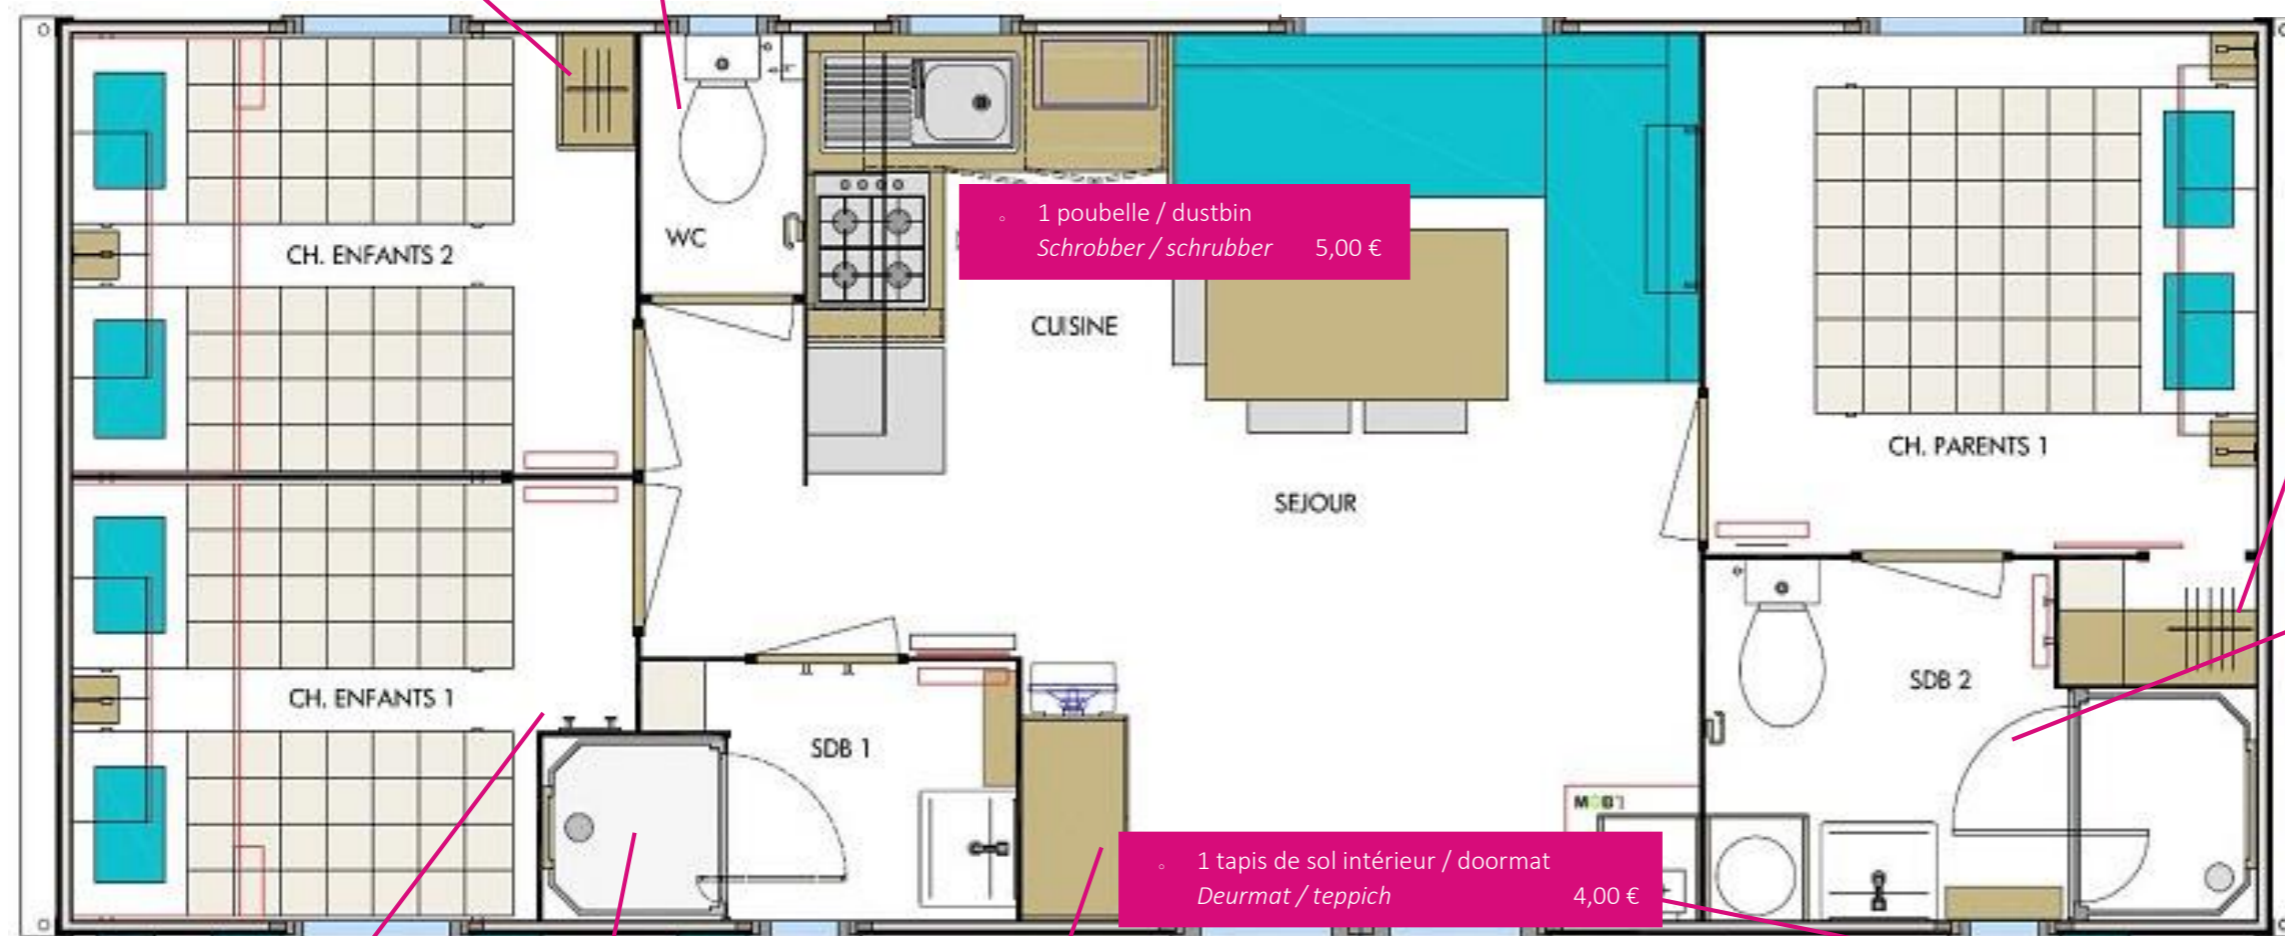 1 poubelle / dustbin
Schrobber / schrubber 5,00 €
WC
CH. ENFANTS 2
CUISINE
CH. PARENTS 1
SEJOUR
CH. ENFANTS 1
SDB 2
SDB 1
1 tapis de sol intérieur / doormat
Deurmat / teppich 4,00 €